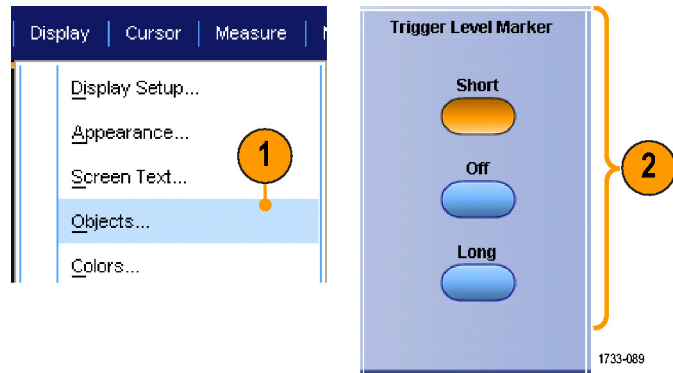 Display Cursor Measure
Display Setup...
Appearance...
Screen Text...
Objects...
Colors...
1
Trigger Level Marker
Short
Off
Long
2
1733-089